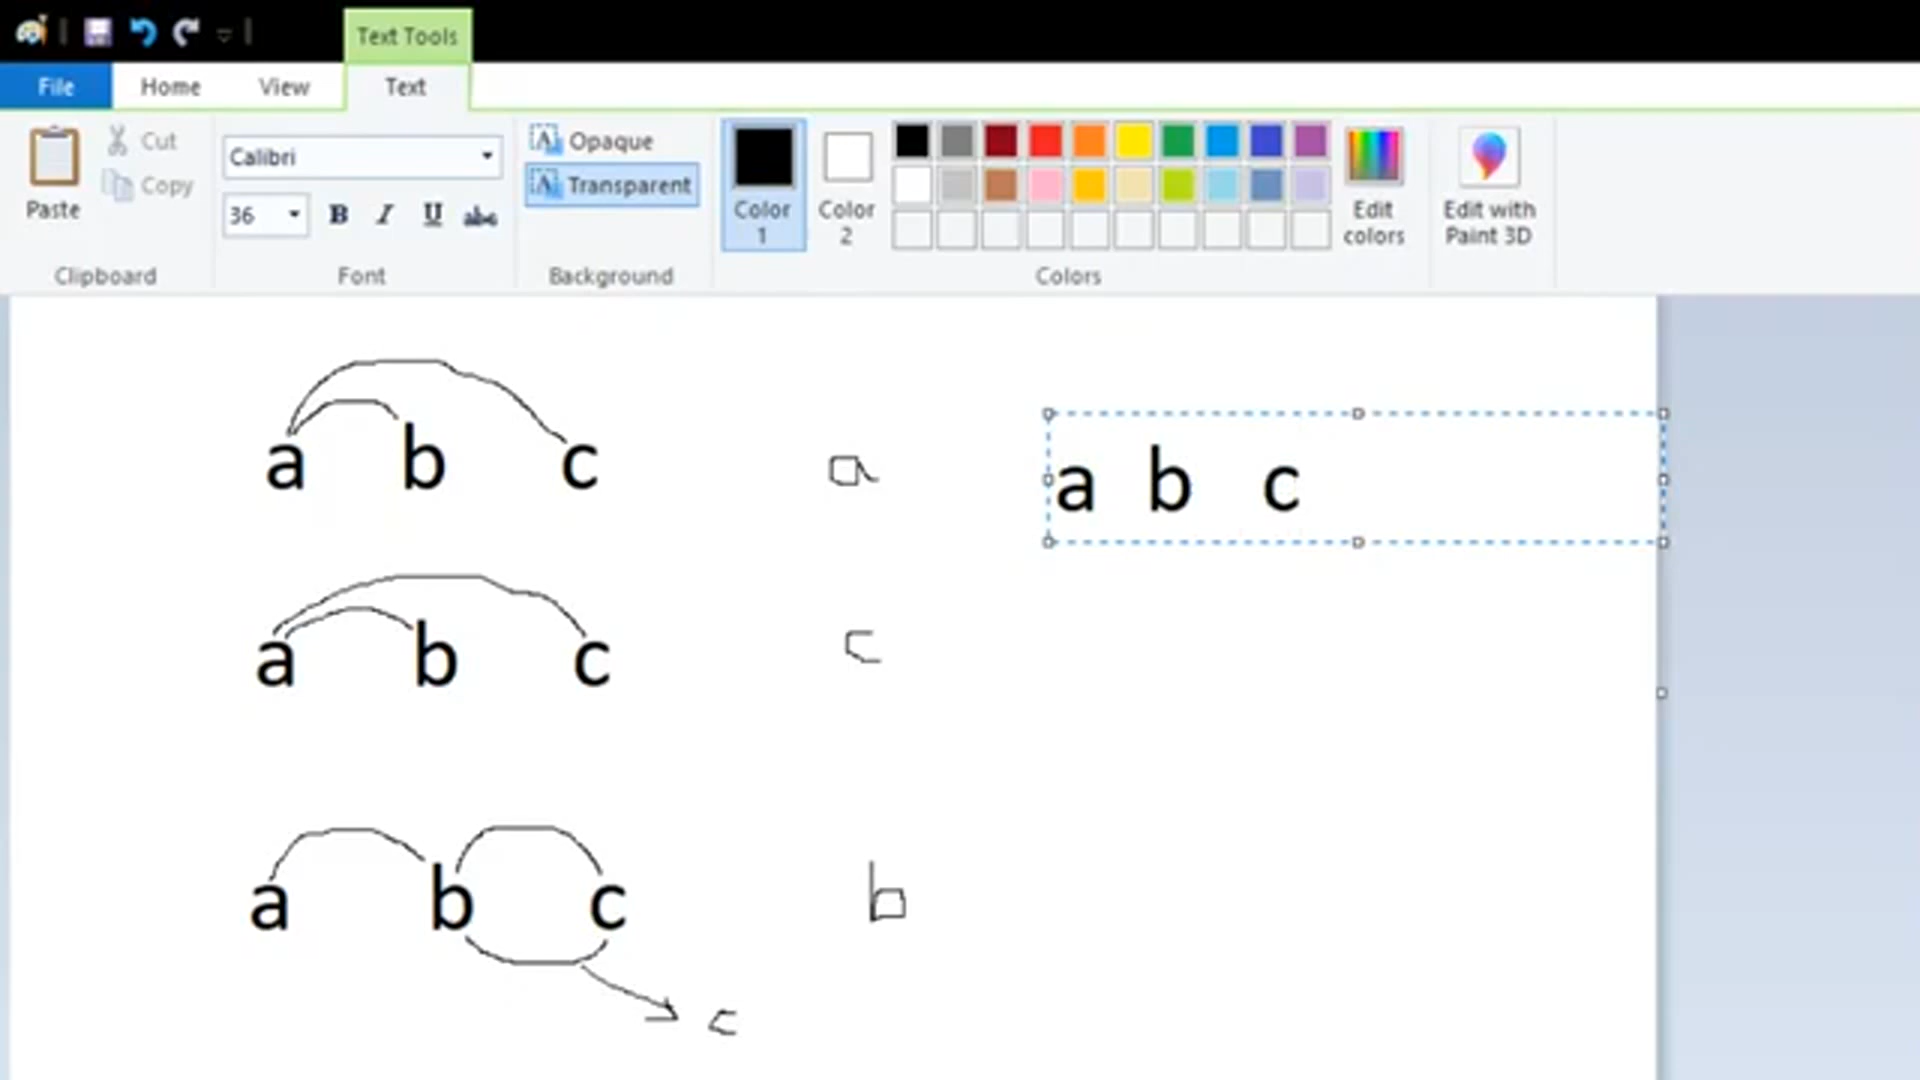 Text Tools
File Home View Text
Paste Cut Copy
Calibri
36 B I U abc
Opaque
Transparent
Color 1 Color 2
Edit colors
Edit with Paint 3D
Clipboard Font Background Colors
a b c a a b c
a b c c
a b c b
c